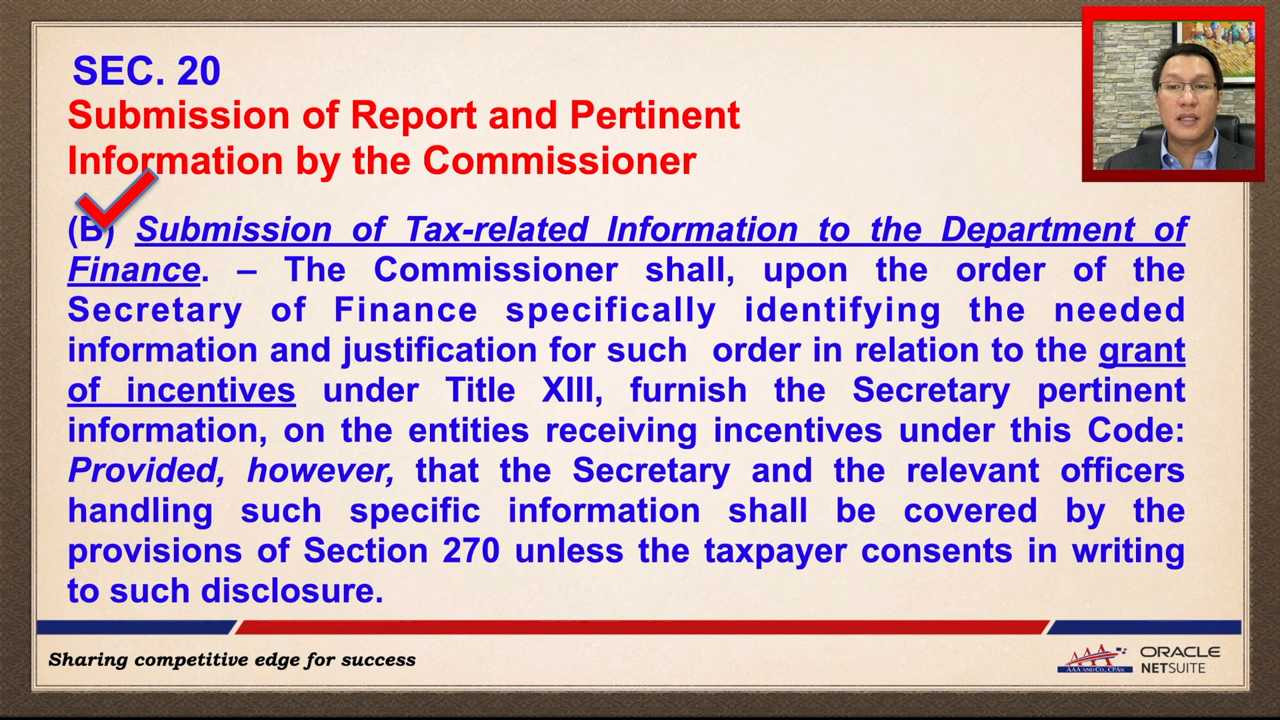 SEC. 20
Submission of Report and Pertinent
Information by the Commissioner
(B) Submission of Tax-related Information to the Department of
Finance. – The Commissioner shall, upon the order of the
Secretary of Finance specifically identifying the needed
information and justification for such order in relation to the grant
of incentives under Title XIII, furnish the Secretary pertinent
information, on the entities receiving incentives under this Code:
Provided, however, that the Secretary and the relevant officers
handling such specific information shall be covered by the
provisions of Section 270 unless the taxpayer consents in writing
to such disclosure.
Sharing competitive edge for success
AAA
AAA AND CO., CPAs
ORACLE
NETSUITE